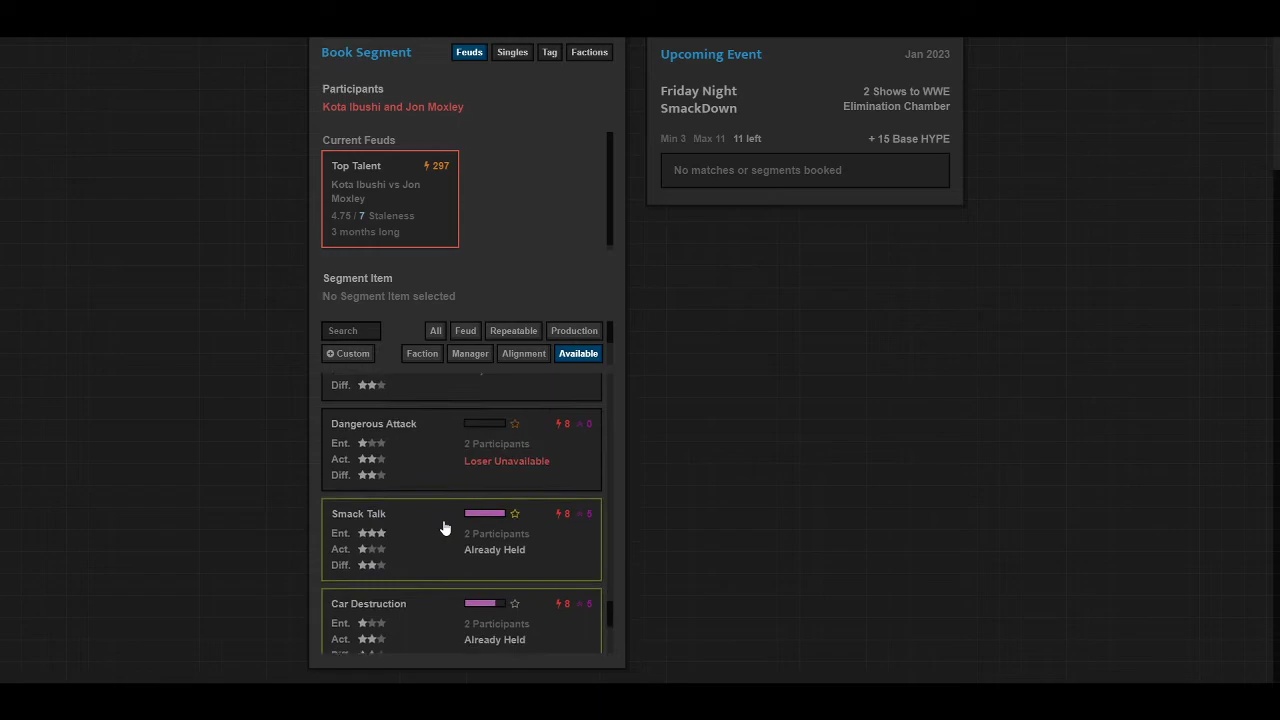 Book Segment
Feuds
Singles
Tag
Factions
Participants
Kota Ibushi and Jon Moxley
Current Feuds
Top Talent
297
Kota Ibushi vs Jon
Moxley
4.75 / 7 Staleness
3 months long
Segment Item
No Segment Item selected
Search
All
Feud
Repeatable
Production
Custom
Faction
Manager
Alignment
Available
Diff.
Dangerous Attack
8
0
Ent.
2 Participants
Act.
Loser Unavailable
Diff.
Smack Talk
8
5
Ent.
2 Participants
Act.
Already Held
Diff.
Car Destruction
8
5
Ent.
2 Participants
Act.
Already Held
Upcoming Event
Jan 2023
Friday Night
SmackDown
2 Shows to WWE
Elimination Chamber
Min 3 Max 11 11 left
+ 15 Base HYPE
No matches or segments booked